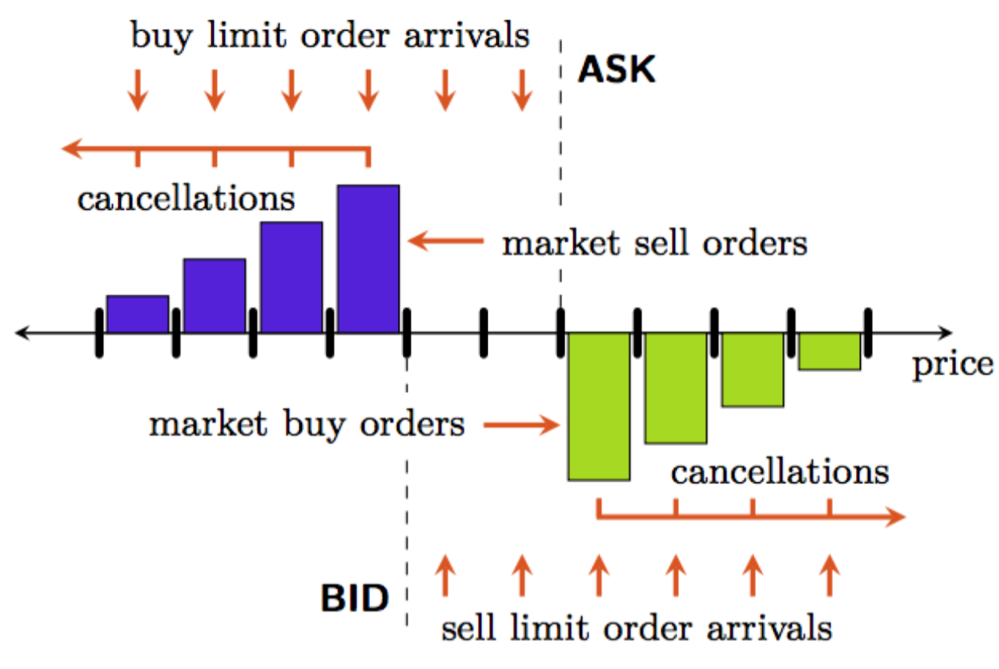 buy limit order arrivals
ASK
cancellations
market sell orders
price
market buy orders
cancellations
BID
sell limit order arrivals